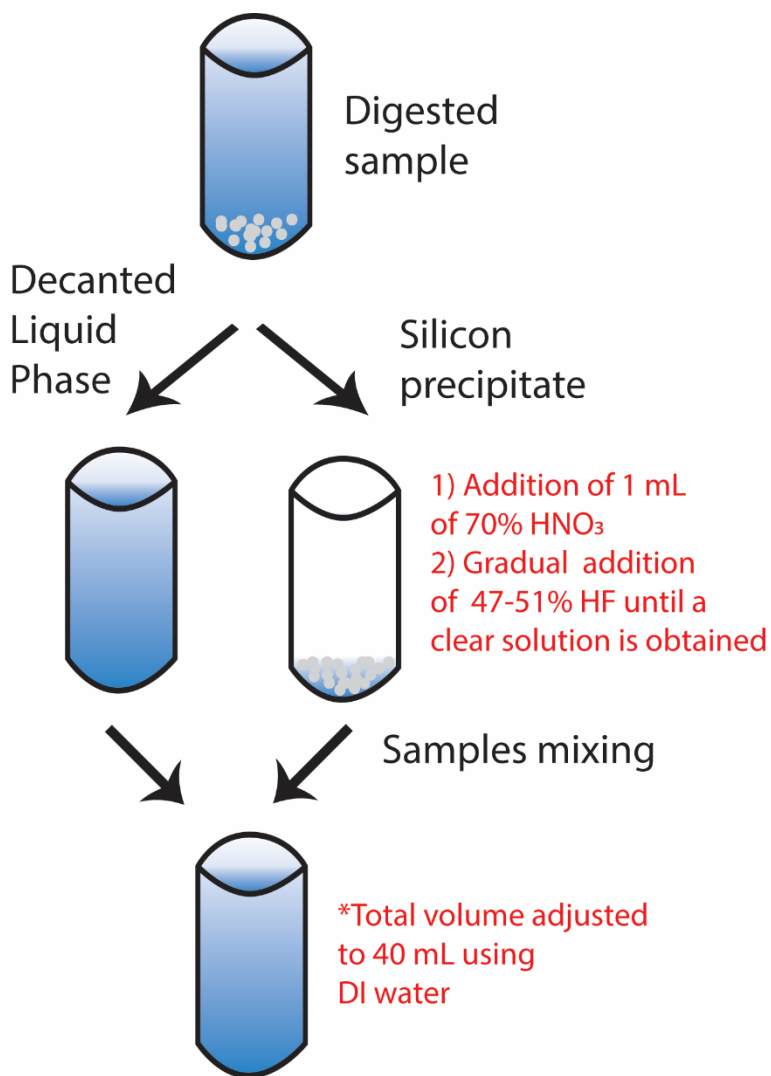 Digested
sample
Decanted
Liquid
Phase
Silicon
precipitate
1) Addition of 1 mL
of 70% HNO₃
2) Gradual addition
of 47-51% HF until a
clear solution is obtained
Samples mixing
*Total volume adjusted
to 40 mL using
DI water